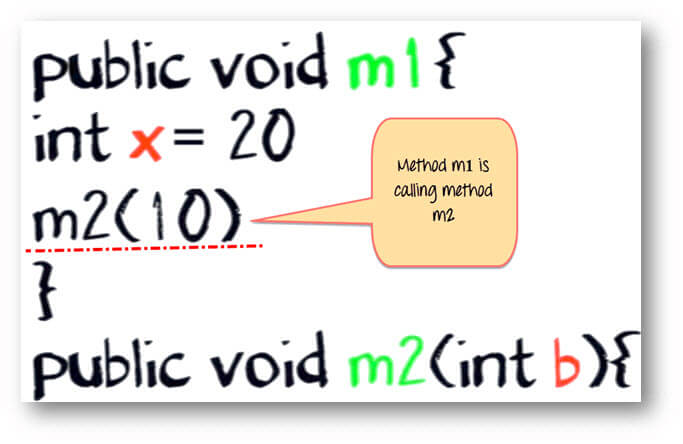 public void m1{
int x= 20
m2(10)
Method m1 is
calling method
m2
}
public void m2(int b){